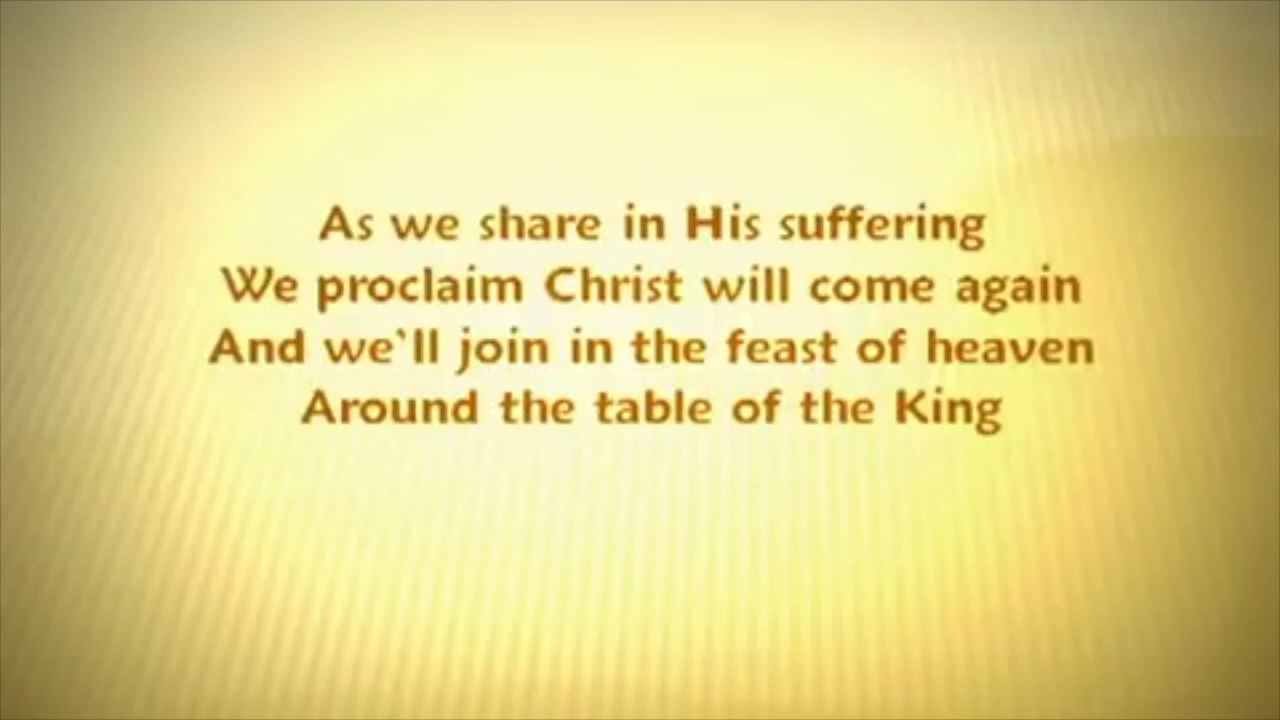 As we share in His suffering
We proclaim Christ will come again
And we`ll join in the feast of heaven
Around the table of the King